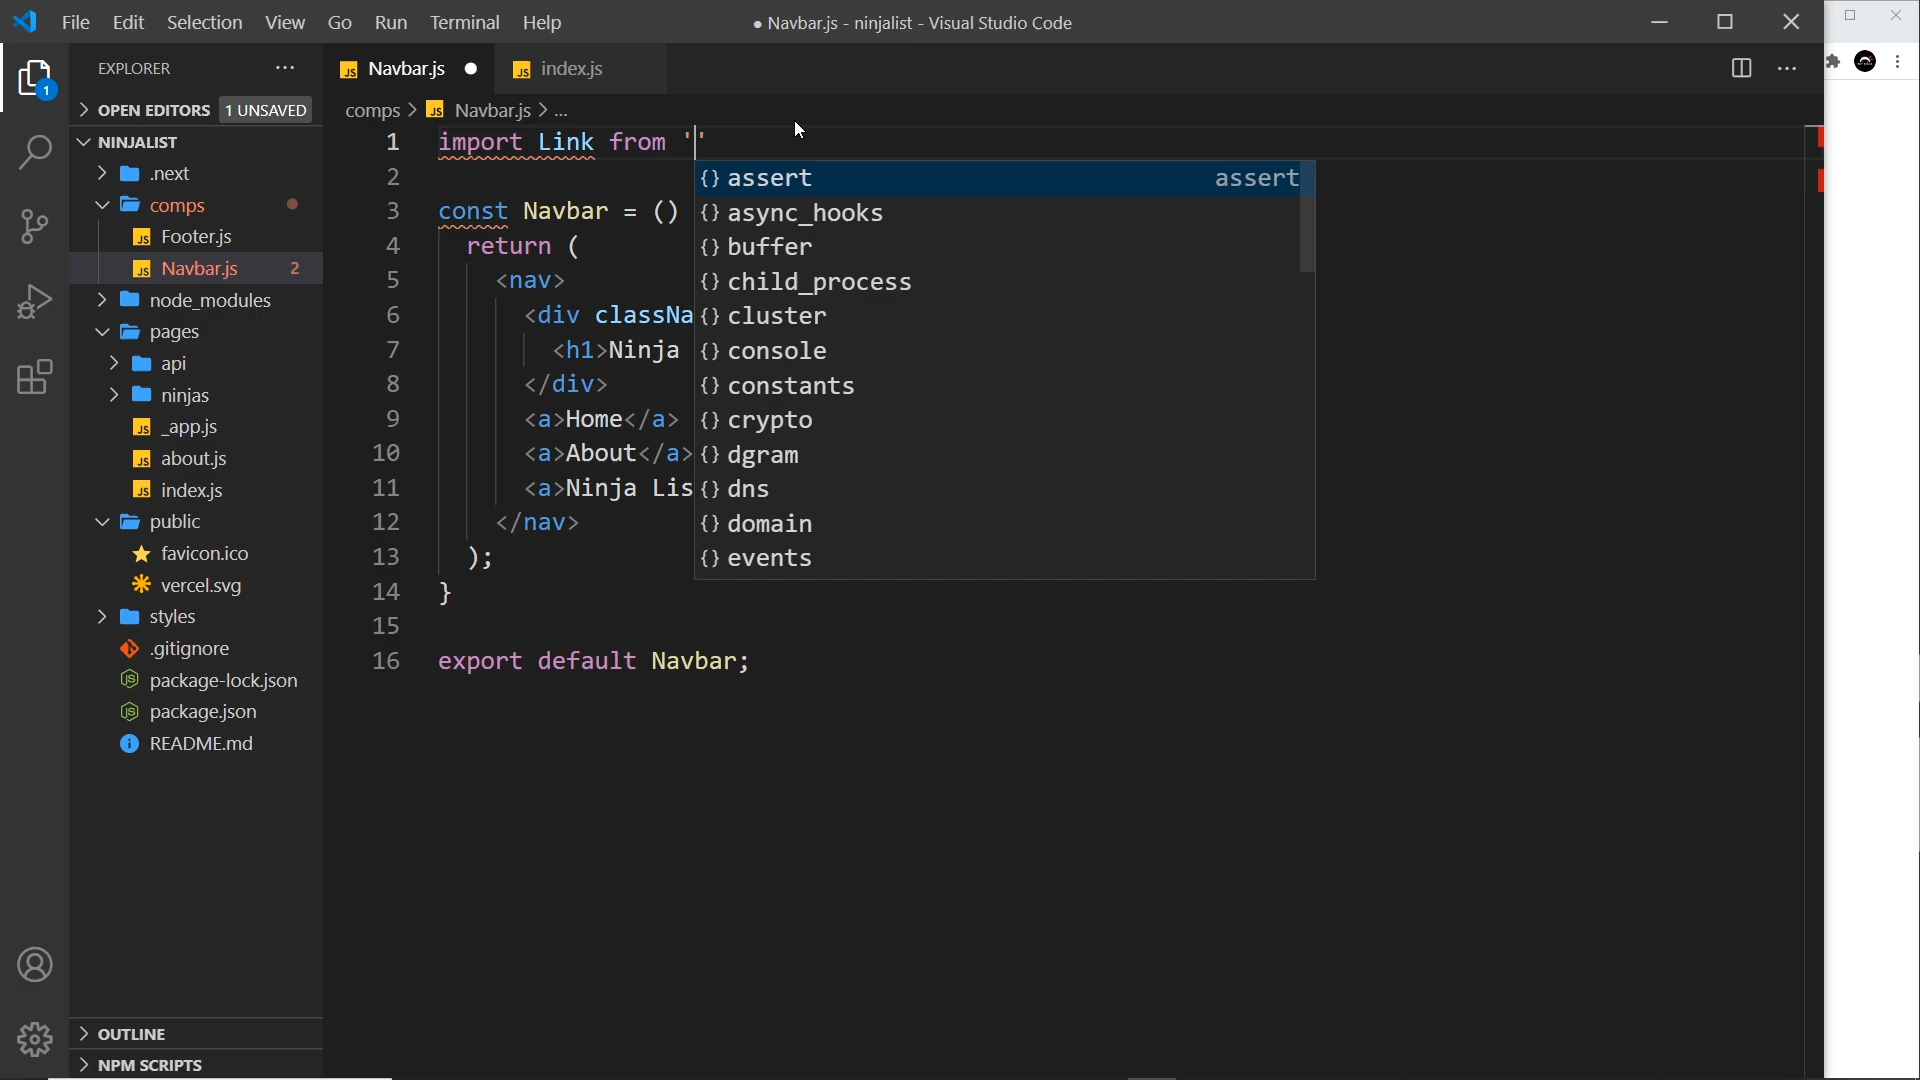 File Edit Selection View Go Run Terminal Help
● Navbar.js - ninjalist - Visual Studio Code
EXPLORER ...
OPEN EDITORS 1 UNSAVED
NINJALIST
.next
comps
Footer.js
Navbar.js 2
node_modules
pages
api
ninjas
_app.js
about.js
index.js
public
favicon.ico
vercel.svg
styles
.gitignore
package-lock.json
package.json
README.md
OUTLINE
NPM SCRIPTS
1
JS Navbar.js ●
JS index.js
comps > JS Navbar.js > ...
1 import Link from ''
2
3 const Navbar = ()
4 return (
5 <nav>
6 <div classNa
7 <h1>Ninja
8 </div>
9 <a>Home</a>
10 <a>About</a>
11 <a>Ninja Lis
12 </nav>
13 );
14 }
15
16 export default Navbar;
{} assert assert
{} async_hooks
{} buffer
{} child_process
{} cluster
{} console
{} constants
{} crypto
{} dgram
{} dns
{} domain
{} events